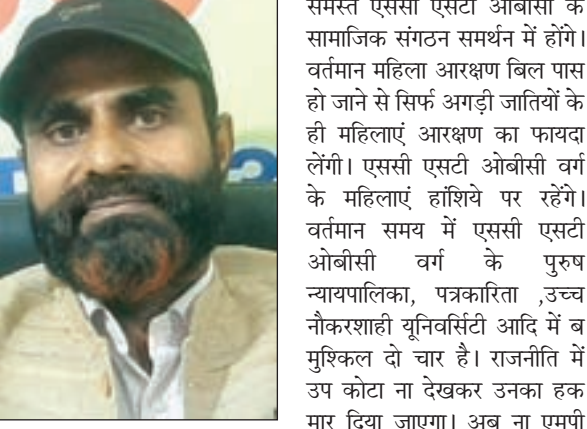 समस्त एससी एसटी ओबीसी के
सामाजिक संगठन समर्थन में होंगे।
वर्तमान महिला आरक्षण बिल पास
हो जाने से सिर्फ अगड़ी जातियों के
ही महिलाएं आरक्षण का फायदा
लेंगी। एससी एसटी ओबीसी वर्ग
के महिलाएं हांशिये पर रहेंगे।
वर्तमान समय में एससी एसटी
ओबीसी वर्ग के पुरुष
न्यायपालिका, पत्रकारिता ,उच्च
नौकरशाही यूनिवर्सिटी आदि में ब
मुश्किल दो चार है। राजनीति में
उप कोटा ना देखकर उनका हक
मार दिया जाएगा। अब ना एमपी